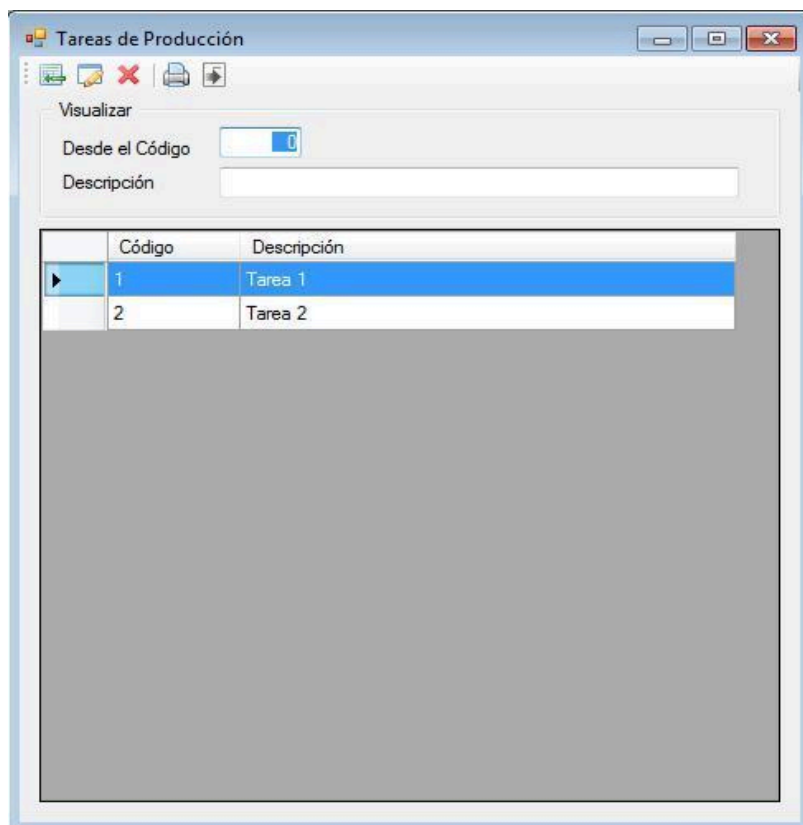 Tareas de Producción
Visualizar
Desde el Código 0
Descripción
Código Descripción
1 Tarea 1
2 Tarea 2